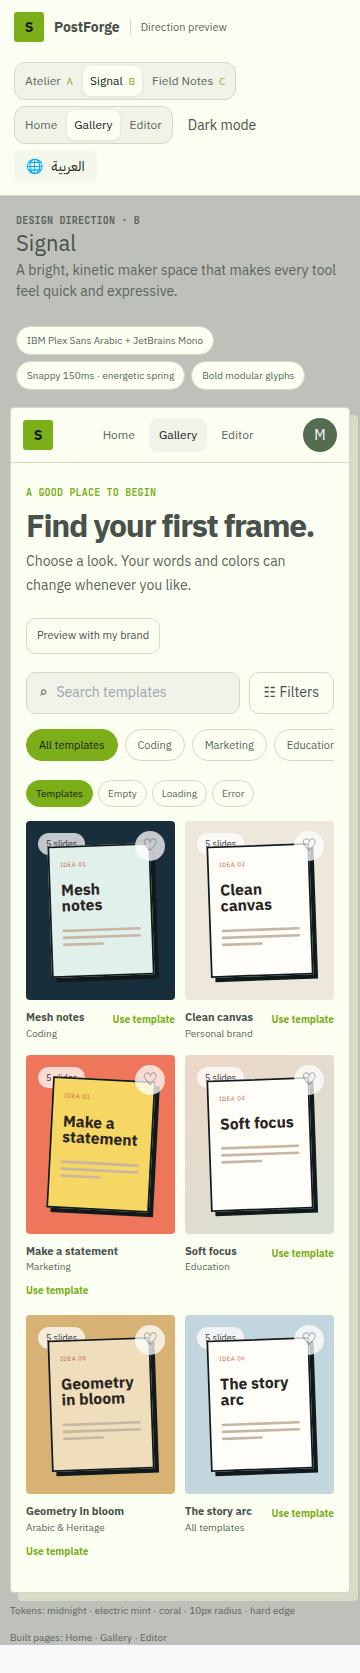 S PostForge Direction preview
Atelier A Signal B Field Notes C
Home Gallery Editor Dark mode
العربية
DESIGN DIRECTION · B
Signal
A bright, kinetic maker space that makes every tool
feel quick and expressive.
IBM Plex Sans Arabic + JetBrains Mono
Snappy 150ms · energetic spring Bold modular glyphs
S Home Gallery Editor M
A GOOD PLACE TO BEGIN
Find your first frame.
Choose a look. Your words and colors can
change whenever you like.
Preview with my brand
Search templates Filters
All templates Coding Marketing Education
Templates Empty Loading Error
5 slides
IDEA 01
Mesh
notes
5 slides
IDEA 02
Clean
canvas
Mesh notes Use template
Coding
Clean canvas Use template
Personal brand
5 slides
IDEA 03
Make a
statement
5 slides
IDEA 04
Soft focus
Make a statement
Marketing
Use template
Soft focus Use template
Education
5 slides
IDEA 05
Geometry
in bloom
5 slides
IDEA 06
The story
arc
Geometry In bloom
Arabic & Heritage
Use template
The story arc Use template
All templates
Tokens: midnight · electric mint · coral · 10px radius · hard edge
Built pages: Home · Gallery · Editor